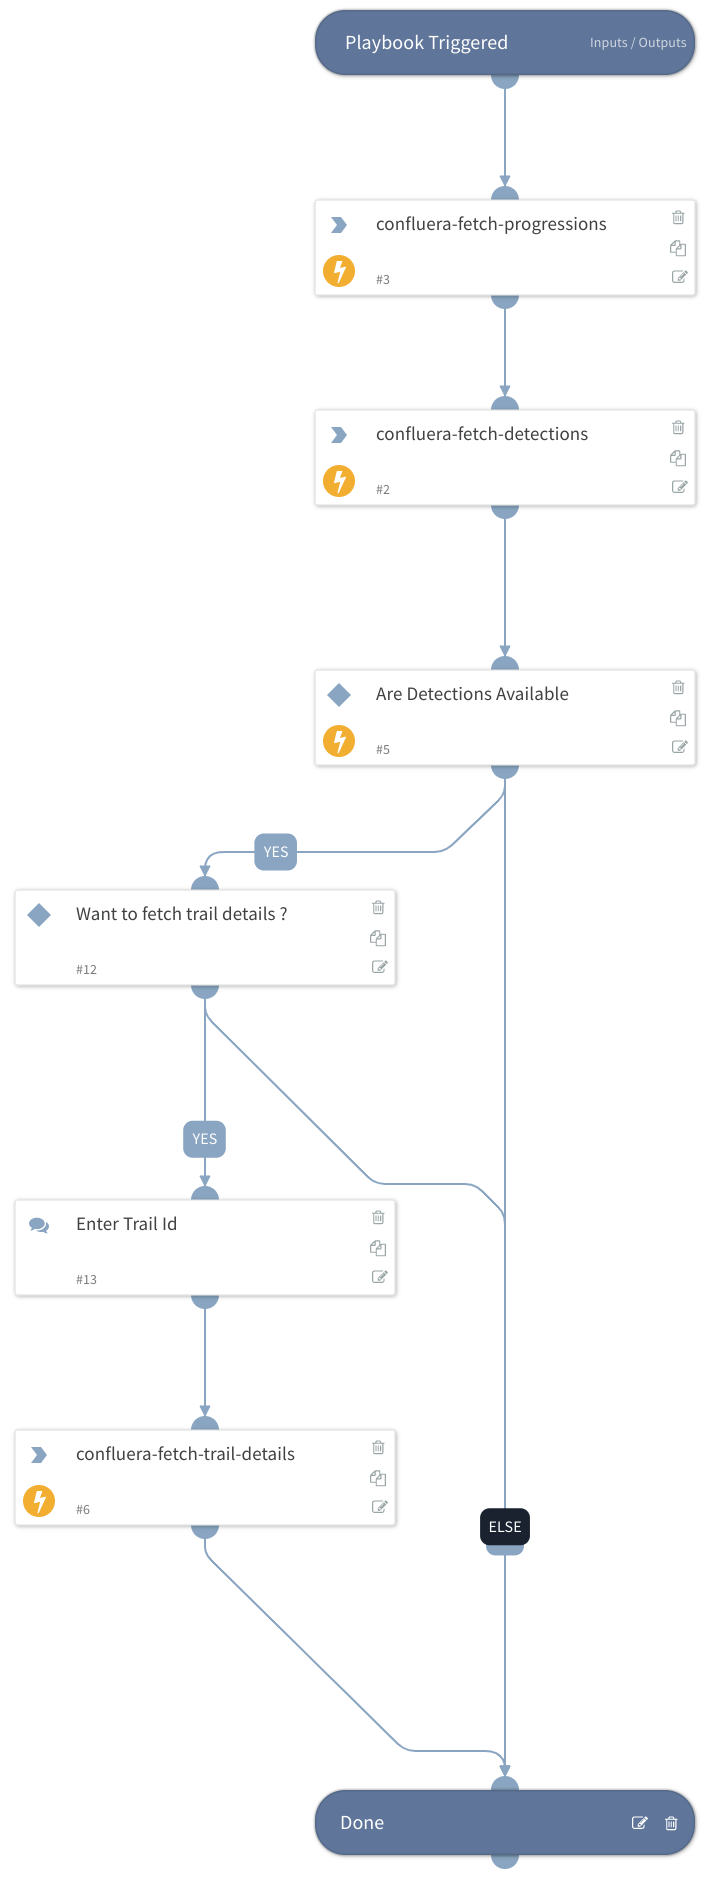 Playbook Triggered Inputs / Outputs
confluera-fetch-progressions
#3
confluera-fetch-detections
#2
Are Detections Available
#5
YES
Want to fetch trail details ?
#12
YES
Enter Trail Id
#13
confluera-fetch-trail-details
#6
ELSE
Done